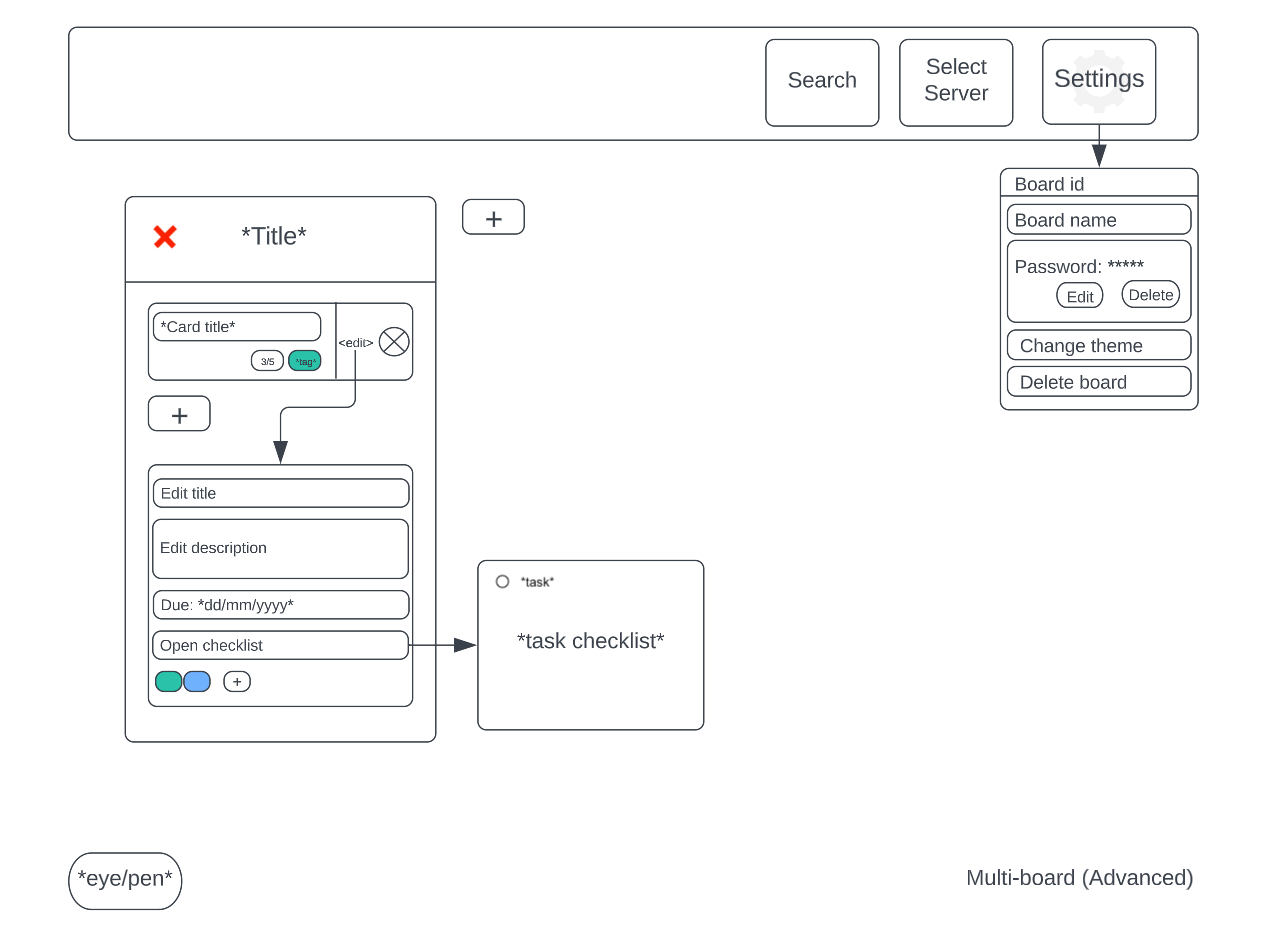 Search
Select
Server
Settings
Board id
Board name
Password: *****
Edit
Delete
Change theme
Delete board
*Title*
+
*Card title*
<edit>
3/5
*tag*
+
Edit title
Edit description
Due: *dd/mm/yyyy*
Open checklist
+
*task*
*task checklist*
*eye/pen*
Multi-board (Advanced)